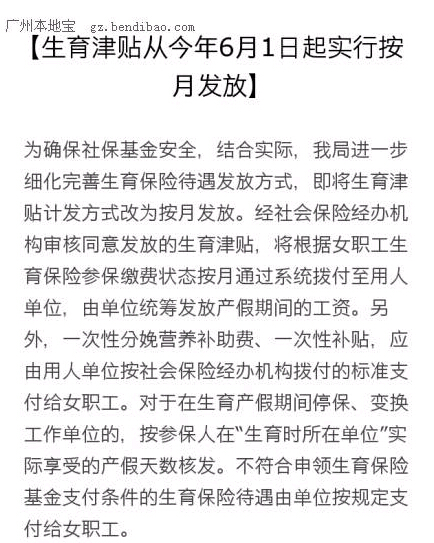 广州本地宝 gz.bendibao.com
【生育津贴从今年6月1日起实行按
月发放】
为确保社保基金安全，结合实际，我局进一步
细化完善生育保险待遇发放方式，即将生育津
贴计发方式改为按月发放。经社会保险经办机
构审核同意发放的生育津贴，将根据女职工生
育保险参保缴费状态按月通过系统拨付至用人
单位，由单位统筹发放产假期间的工资。另
外，一次性分娩营养补助费、一次性补贴，应
由用人单位按社会保险经办机构拨付的标准支
付给女职工。对于在生育产假期间停保、变换
工作单位的，按参保人在“生育时所在单位”实
际享受的产假天数核发。不符合申领生育保险
基金支付条件的生育保险待遇由单位按规定支
付给女职工。